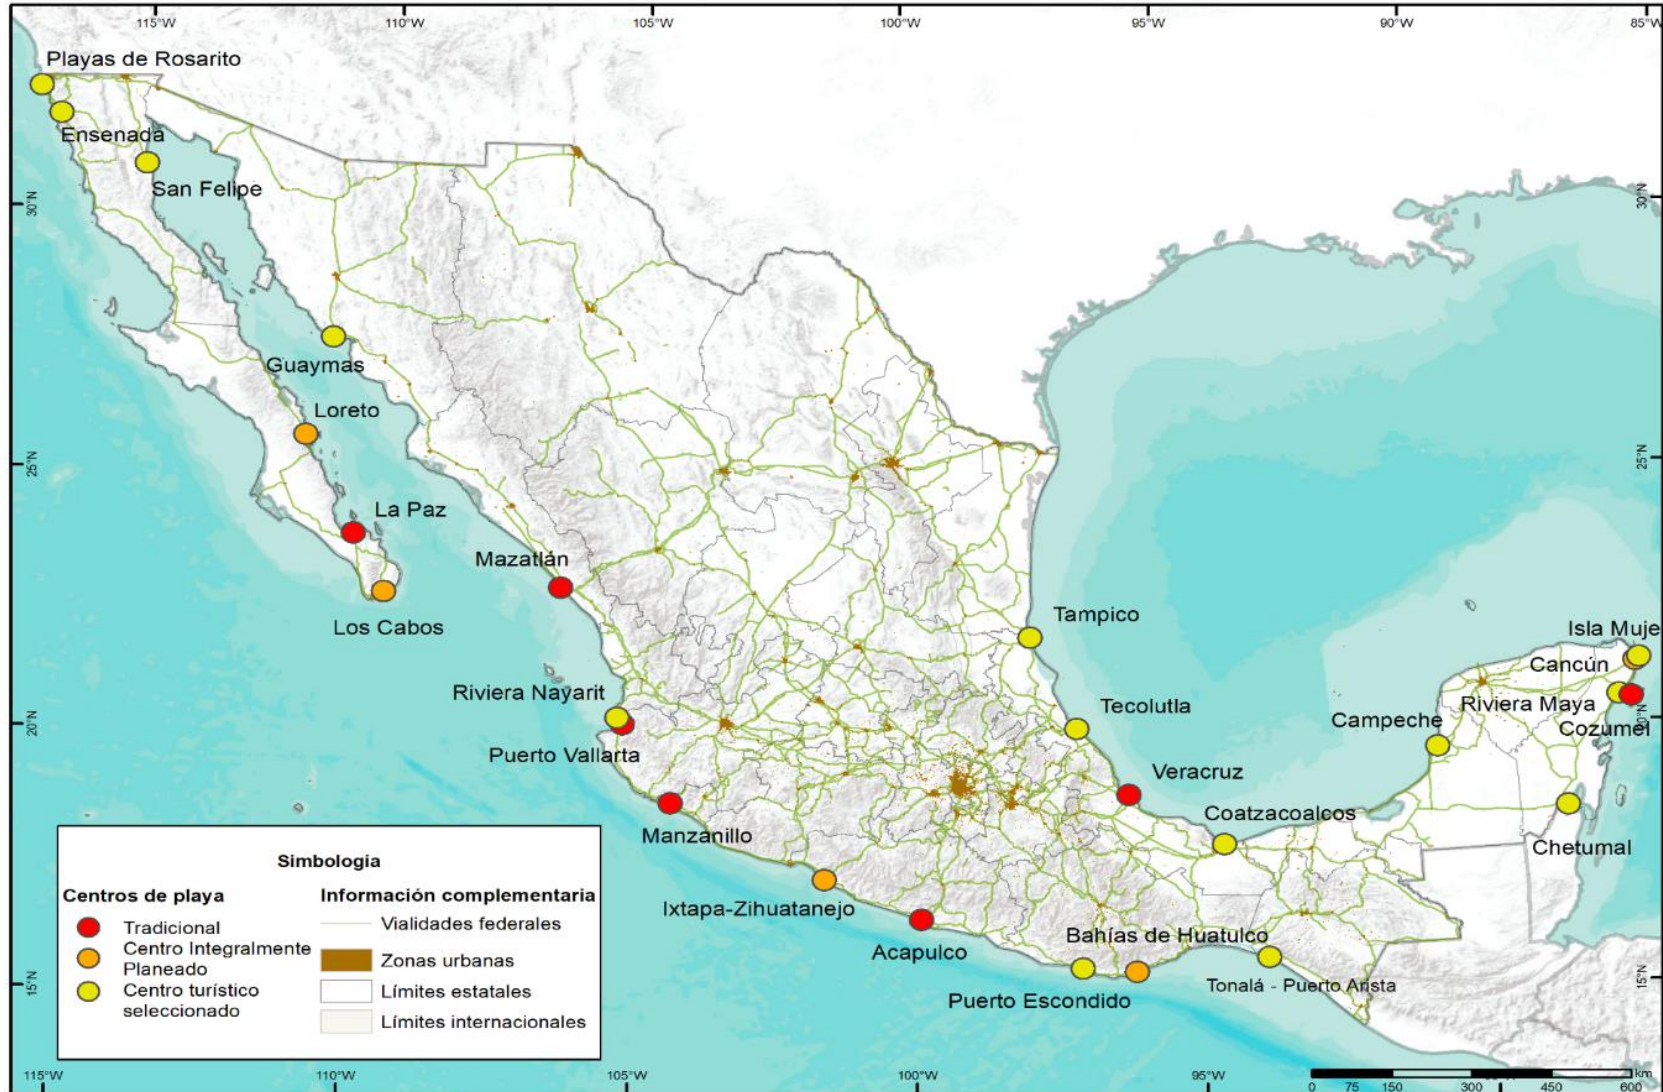 115°W
110°W
105°W
100°W
95°W
90°W
85°W
Playas de Rosarito
Ensenada
San Felipe
30°N
30°N
Guaymas
Loreto
25°N
25°N
La Paz
Mazatlán
Los Cabos
Tampico
Isla Muje
Cancún
Riviera Nayarit
Tecolutla
Riviera Maya
Campeche
20°N
20°N
Cozumel
Puerto Vallarta
Veracruz
Coatzacoalcos
Manzanillo
Chetumal
Ixtapa-Zihuatanejo
Bahías de Huatulco
Acapulco
15°N
15°N
Tonalá - Puerto Arista
Puerto Escondido
Simbología
Centros de playa
Tradicional
Centro Integralmente
Planeado
Centro turístico
seleccionado
Información complementaria
Vialidades federales
Zonas urbanas
Límites estatales
Límites internacionales
115°W
110°W
105°W
100°W
95°W
km
0 75 150 300 450 600